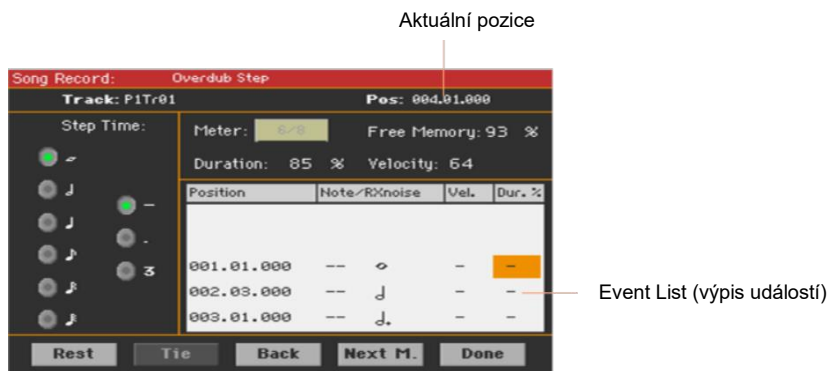 Aktuální pozice
Song Record: Overdub Step
Track: P1Tr01 Pos: 004.01.000
Step Time: Meter: 6/8 Free Memory: 93 %
Duration: 85 % Velocity: 64
Position Note/RXnoise Vel. Dur. %
001.01.000 -- - -
002.03.000 -- - -
003.01.000 -- - -
3
Event List (výpis událostí)
Rest Tie Back Next M. Done